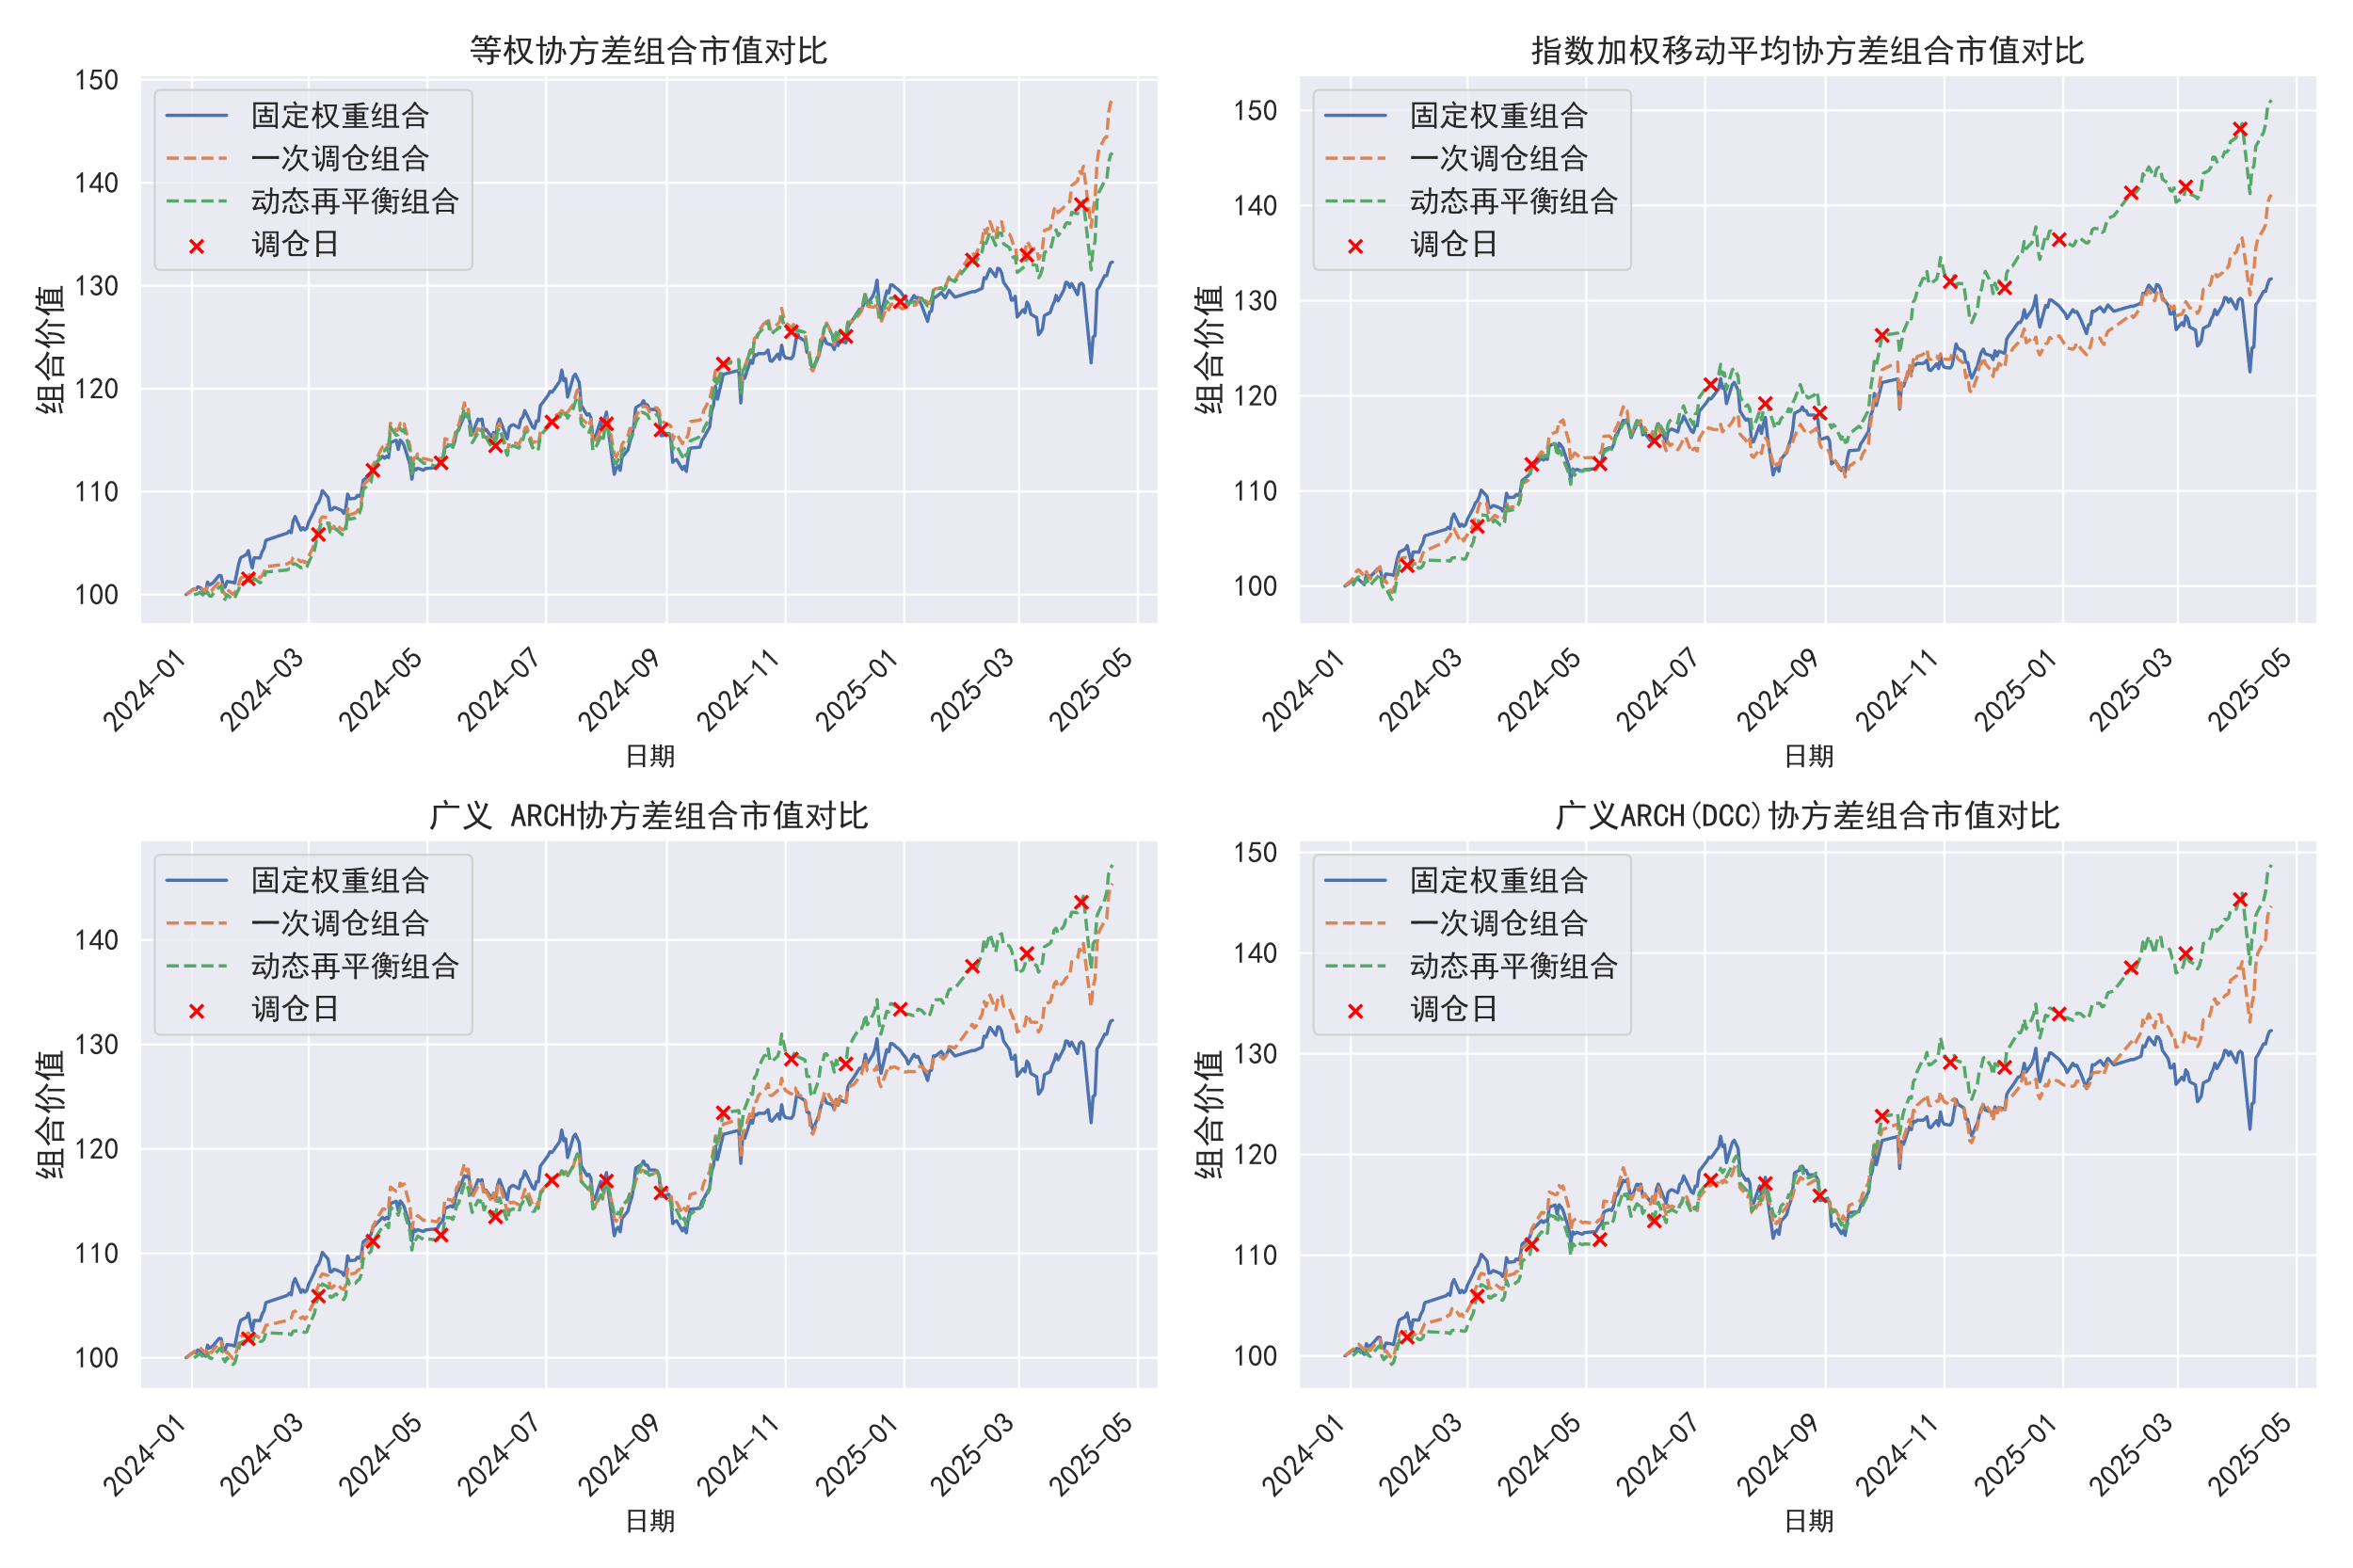 等权协方差组合市值对比
150
140
130
120
110
100
组合价值
固定权重组合
一次调仓组合
动态再平衡组合
调仓日
2024-01
2024-03
2024-05
2024-07
2024-09
2024-11
2025-01
2025-03
2025-05
日期
指数加权移动平均协方差组合市值对比
150
140
130
120
110
100
组合价值
固定权重组合
一次调仓组合
动态再平衡组合
调仓日
2024-01
2024-03
2024-05
2024-07
2024-09
2024-11
2025-01
2025-03
2025-05
日期
广义 ARCH协方差组合市值对比
140
130
120
110
100
组合价值
固定权重组合
一次调仓组合
动态再平衡组合
调仓日
2024-01
2024-03
2024-05
2024-07
2024-09
2024-11
2025-01
2025-03
2025-05
日期
广义ARCH(DCC)协方差组合市值对比
150
140
130
120
110
100
组合价值
固定权重组合
一次调仓组合
动态再平衡组合
调仓日
2024-01
2024-03
2024-05
2024-07
2024-09
2024-11
2025-01
2025-03
2025-05
日期